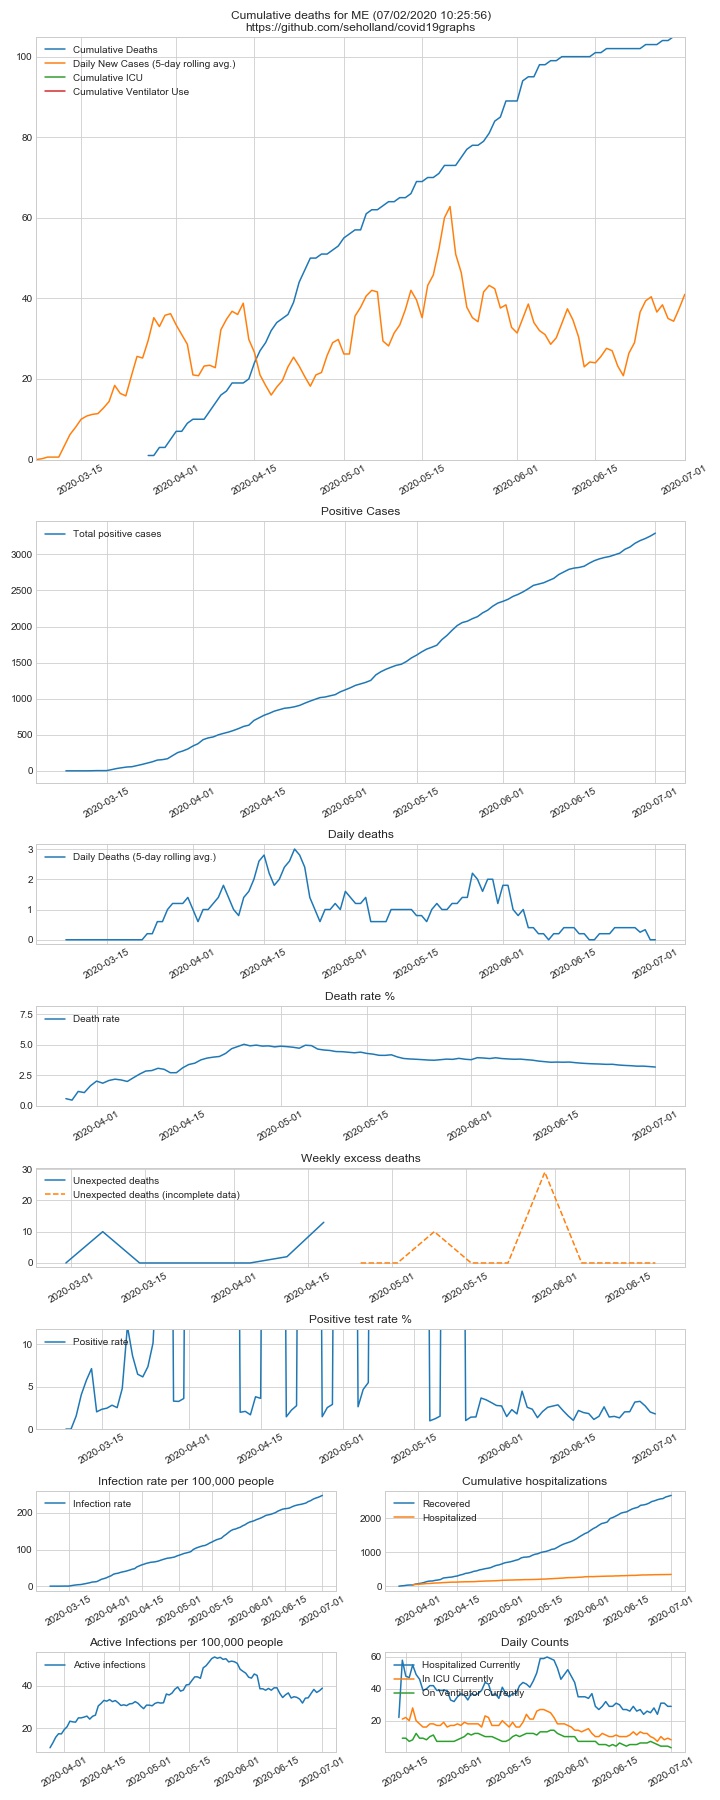 Cumulative deaths for ME (07/02/2020 10:25:56)
https://github.com/seholland/covid19graphs
Cumulative Deaths
Daily New Cases (5-day rolling avg.)
Cumulative ICU
Cumulative Ventilator Use
100
80
60
40
20
0
2020-03-15 2020-04-01 2020-04-15 2020-05-01 2020-05-15 2020-06-01 2020-06-15 2020-07-01
Positive Cases
Total positive cases
3000
2500
2000
1500
1000
500
0
2020-03-15 2020-04-01 2020-04-15 2020-05-01 2020-05-15 2020-06-01 2020-06-15 2020-07-01
Daily deaths
Daily Deaths (5-day rolling avg.)
3
2
1
0
2020-03-15 2020-04-01 2020-04-15 2020-05-01 2020-05-15 2020-06-01 2020-06-15 2020-07-01
Death rate %
Death rate
7.5
5.0
2.5
0.0
2020-04-01 2020-04-15 2020-05-01 2020-05-15 2020-06-01 2020-06-15 2020-07-01
Weekly excess deaths
Unexpected deaths
Unexpected deaths (incomplete data)
30
20
10
0
2020-03-01 2020-03-15 2020-04-01 2020-04-15 2020-05-01 2020-05-15 2020-06-01 2020-06-15
Positive test rate %
Positive rate
10
5
0
2020-03-15 2020-04-01 2020-04-15 2020-05-01 2020-05-15 2020-06-01 2020-06-15 2020-07-01
Infection rate per 100,000 people
Infection rate
200
100
0
2020-03-15 2020-04-01 2020-04-15 2020-05-01 2020-05-15 2020-06-01 2020-06-15 2020-07-01
Cumulative hospitalizations
Recovered
Hospitalized
2000
1000
0
2020-04-01 2020-04-15 2020-05-01 2020-05-15 2020-06-01 2020-06-15 2020-07-01
Active Infections per 100,000 people
Active infections
40
20
2020-04-01 2020-04-15 2020-05-01 2020-05-15 2020-06-01 2020-06-15 2020-07-01
Daily Counts
Hospitalized Currently
In ICU Currently
On Ventilator Currently
60
40
20
2020-04-15 2020-05-01 2020-05-15 2020-06-01 2020-06-15 2020-07-01